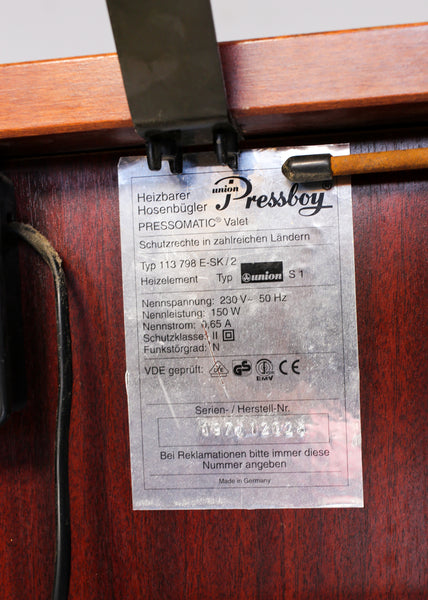 Heizbarer
Hosenbügler
union Pressboy®
PRESSOMATIC® Valet
Schutzrechte in zahlreichen Ländern
Typ 113 798 E-SK/2
Heizelement Typ union S 1
Nennspannung: 230 V~ 50 Hz
Nennleistung: 150 W
Nennstrom: 0,65 A
Schutzklasse: II
Funkstörgrad: N
VDE geprüft: VDE GS EMV CE
Serien- / Herstell-Nr.
Bei Reklamationen bitte immer diese
Nummer angeben
Made in Germany